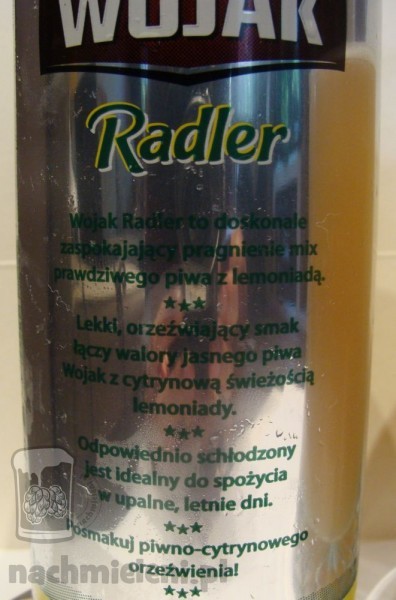 WOJAK
Radler
Wojak Radler to doskonale
zaspokajający pragnienie mix
prawdziwego piwa z lemoniadą.
Lekki, orzeźwiający smak
łączy walory jasnego piwa
Wojak z cytrynową świeżością
lemoniady.
Odpowiednio schłodzony
jest idealny do spożycia
w upalne, letnie dni.
Posmakuj piwno-cytrynowego
orzeźwienia!
nachmieleni.pl